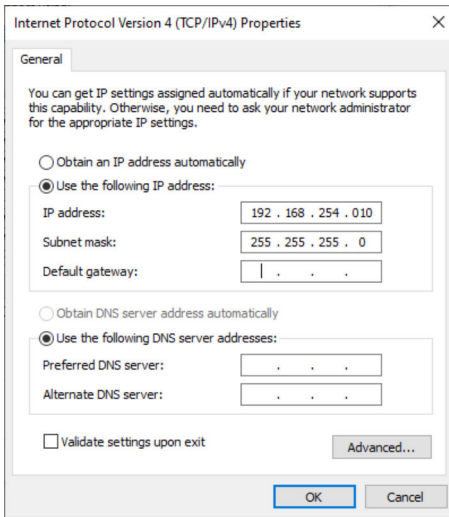 Internet Protocol Version 4 (TCP/IPv4) Properties
General
You can get IP settings assigned automatically if your network supports
this capability. Otherwise, you need to ask your network administrator
for the appropriate IP settings.
Obtain an IP address automatically
Use the following IP address:
IP address: 192 . 168 . 254 . 010
Subnet mask: 255 . 255 . 255 . 0
Default gateway: . . .
Obtain DNS server address automatically
Use the following DNS server addresses:
Preferred DNS server: . . .
Alternate DNS server: . . .
Validate settings upon exit
Advanced...
OK Cancel